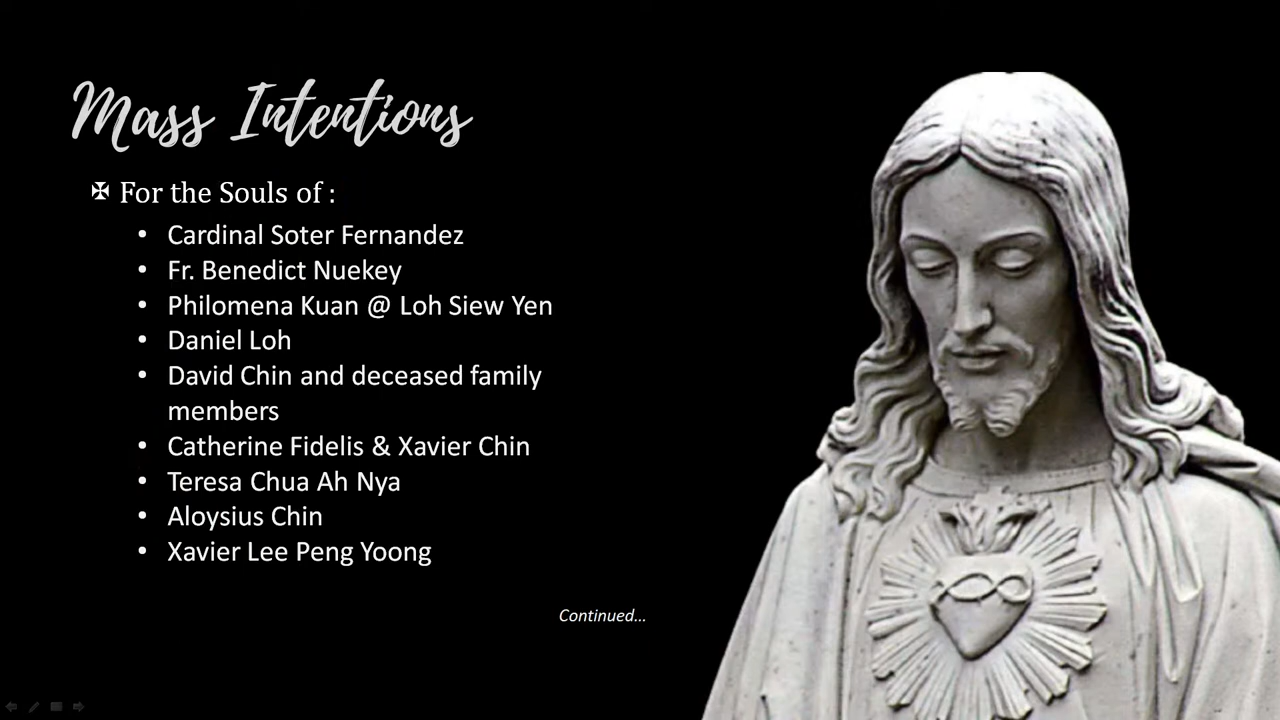 Mass Intentions
✠ For the Souls of :
• Cardinal Soter Fernandez
• Fr. Benedict Nuekey
• Philomena Kuan @ Loh Siew Yen
• Daniel Loh
• David Chin and deceased family
members
• Catherine Fidelis & Xavier Chin
• Teresa Chua Ah Nya
• Aloysius Chin
• Xavier Lee Peng Yoong
Continued...